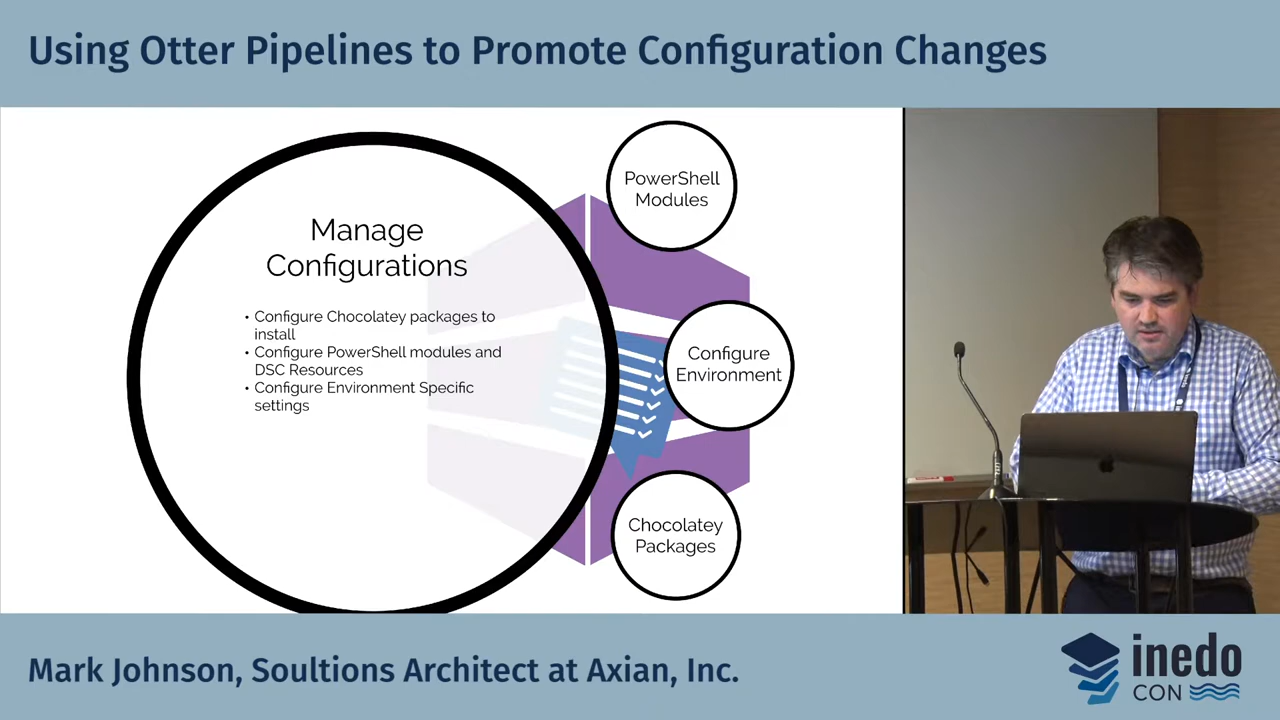 Using Otter Pipelines to Promote Configuration Changes
Manage
Configurations
• Configure Chocolatey packages to
install
• Configure PowerShell modules and
DSC Resources
• Configure Environment Specific
settings
PowerShell
Modules
Configure
Environment
Chocolatey
Packages
Mark Johnson, Soultions Architect at Axian, Inc.
inedo
CON